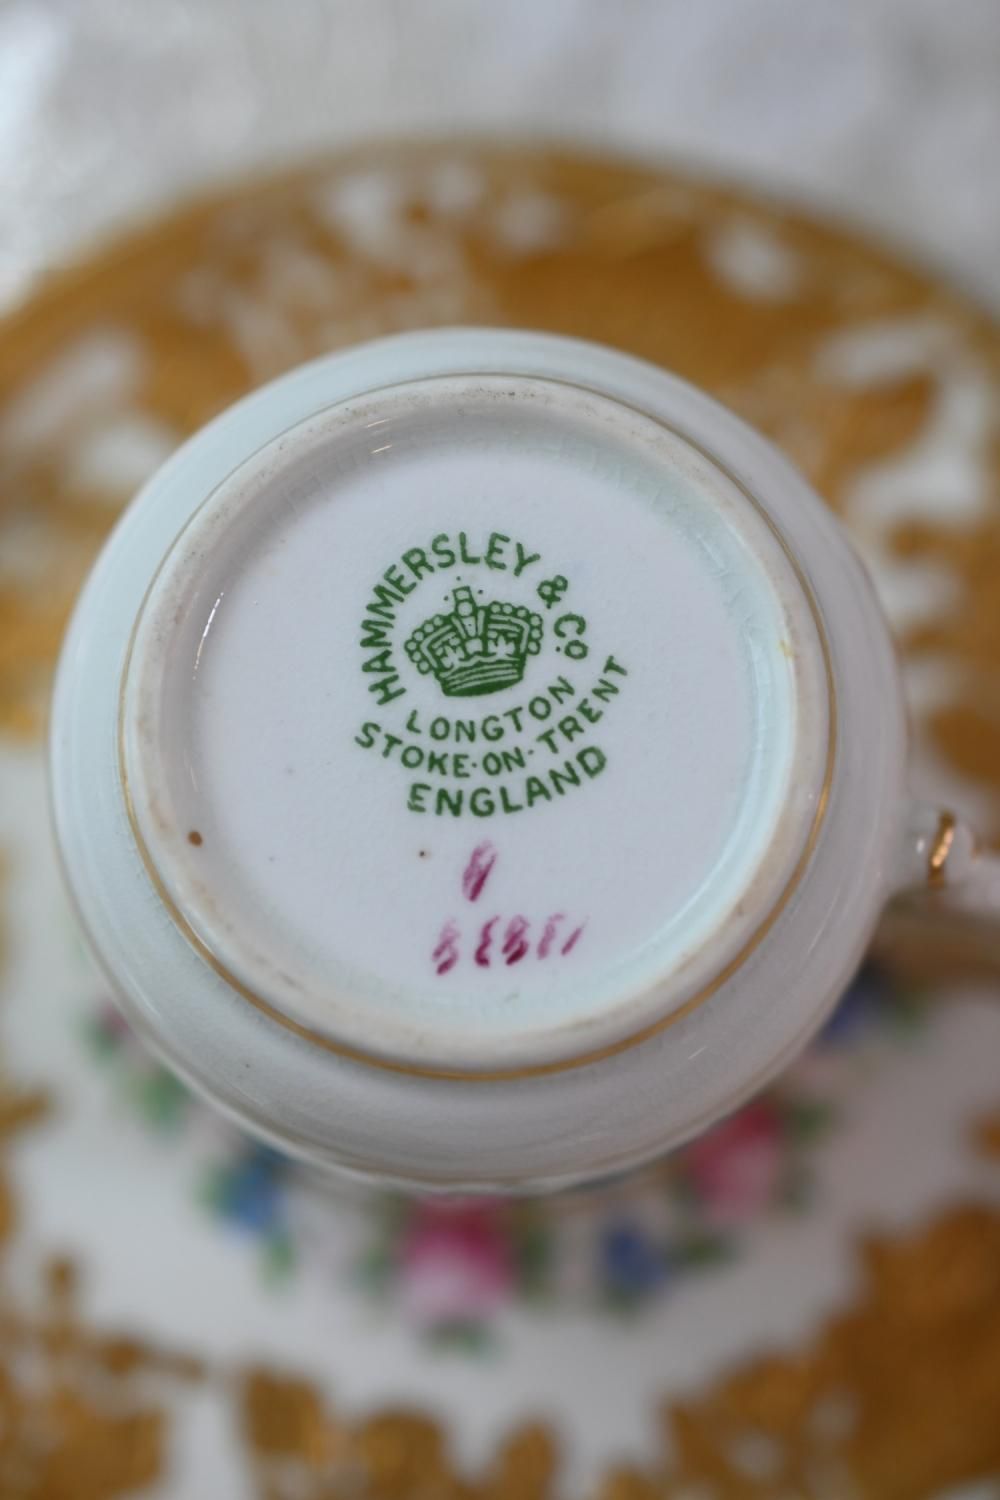 HAMMERSLEY & Co.
LONGTON
STOKE·ON·TRENT
ENGLAND